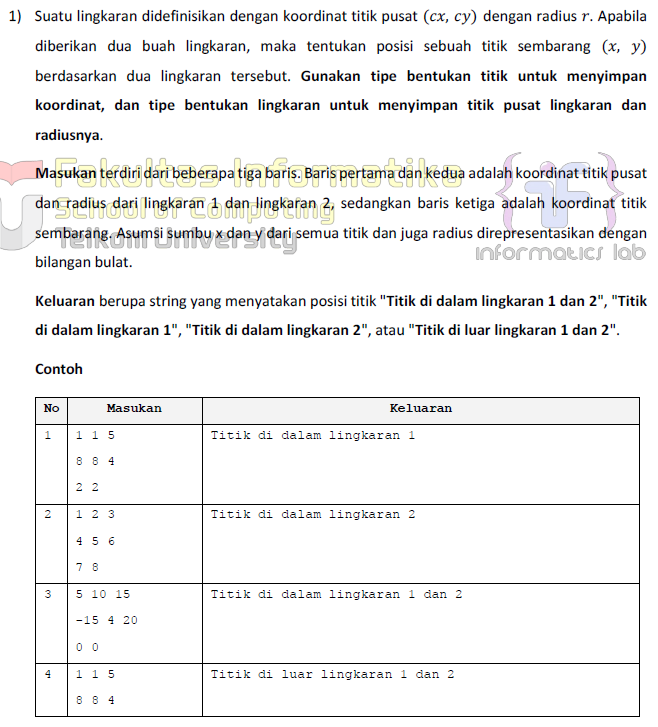 1) Suatu lingkaran didefinisikan dengan koordinat titik pusat (cx, cy) dengan radius r. Apabila
diberikan dua buah lingkaran, maka tentukan posisi sebuah titik sembarang (x, y)
berdasarkan dua lingkaran tersebut. Gunakan tipe bentukan titik untuk menyimpan
koordinat, dan tipe bentukan lingkaran untuk menyimpan titik pusat lingkaran dan
radiusnya.
Fakultas Informatika
School of Computing
Telkom University
informatics lab
Masukan terdiri dari beberapa tiga baris. Baris pertama dan kedua adalah koordinat titik pusat
dan radius dari lingkaran 1 dan lingkaran 2, sedangkan baris ketiga adalah koordinat titik
sembarang. Asumsi sumbu x dan y dari semua titik dan juga radius direpresentasikan dengan
bilangan bulat.
Keluaran berupa string yang menyatakan posisi titik "Titik di dalam lingkaran 1 dan 2", "Titik
di dalam lingkaran 1", "Titik di dalam lingkaran 2", atau "Titik di luar lingkaran 1 dan 2".
Contoh
No Masukan Keluaran
1 1 1 5 Titik di dalam lingkaran 1
8 8 4
2 2
2 1 2 3 Titik di dalam lingkaran 2
4 5 6
7 8
3 5 10 15 Titik di dalam lingkaran 1 dan 2
-15 4 20
0 0
4 1 1 5 Titik di luar lingkaran 1 dan 2
8 8 4